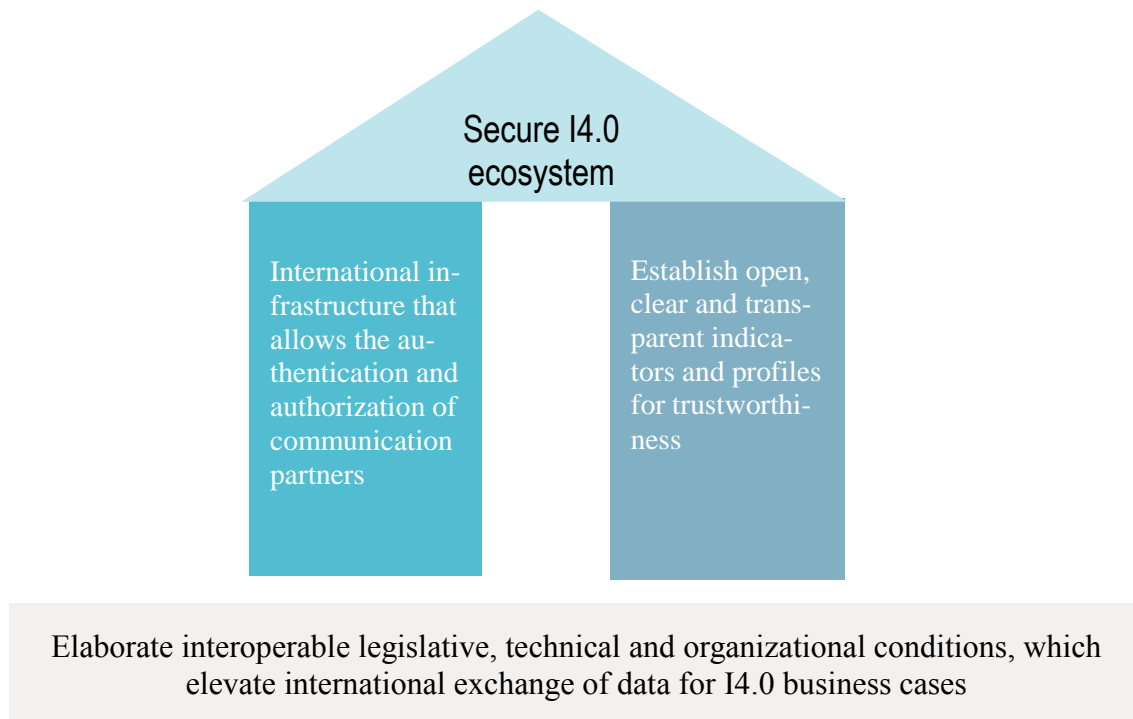 Secure I4.0
ecosystem
International in-
frastructure that
allows the au-
thentication and
authorization of
communication
partners
Establish open,
clear and trans-
parent indica-
tors and profiles
for trustworthi-
ness
Elaborate interoperable legislative, technical and organizational conditions, which
elevate international exchange of data for I4.0 business cases